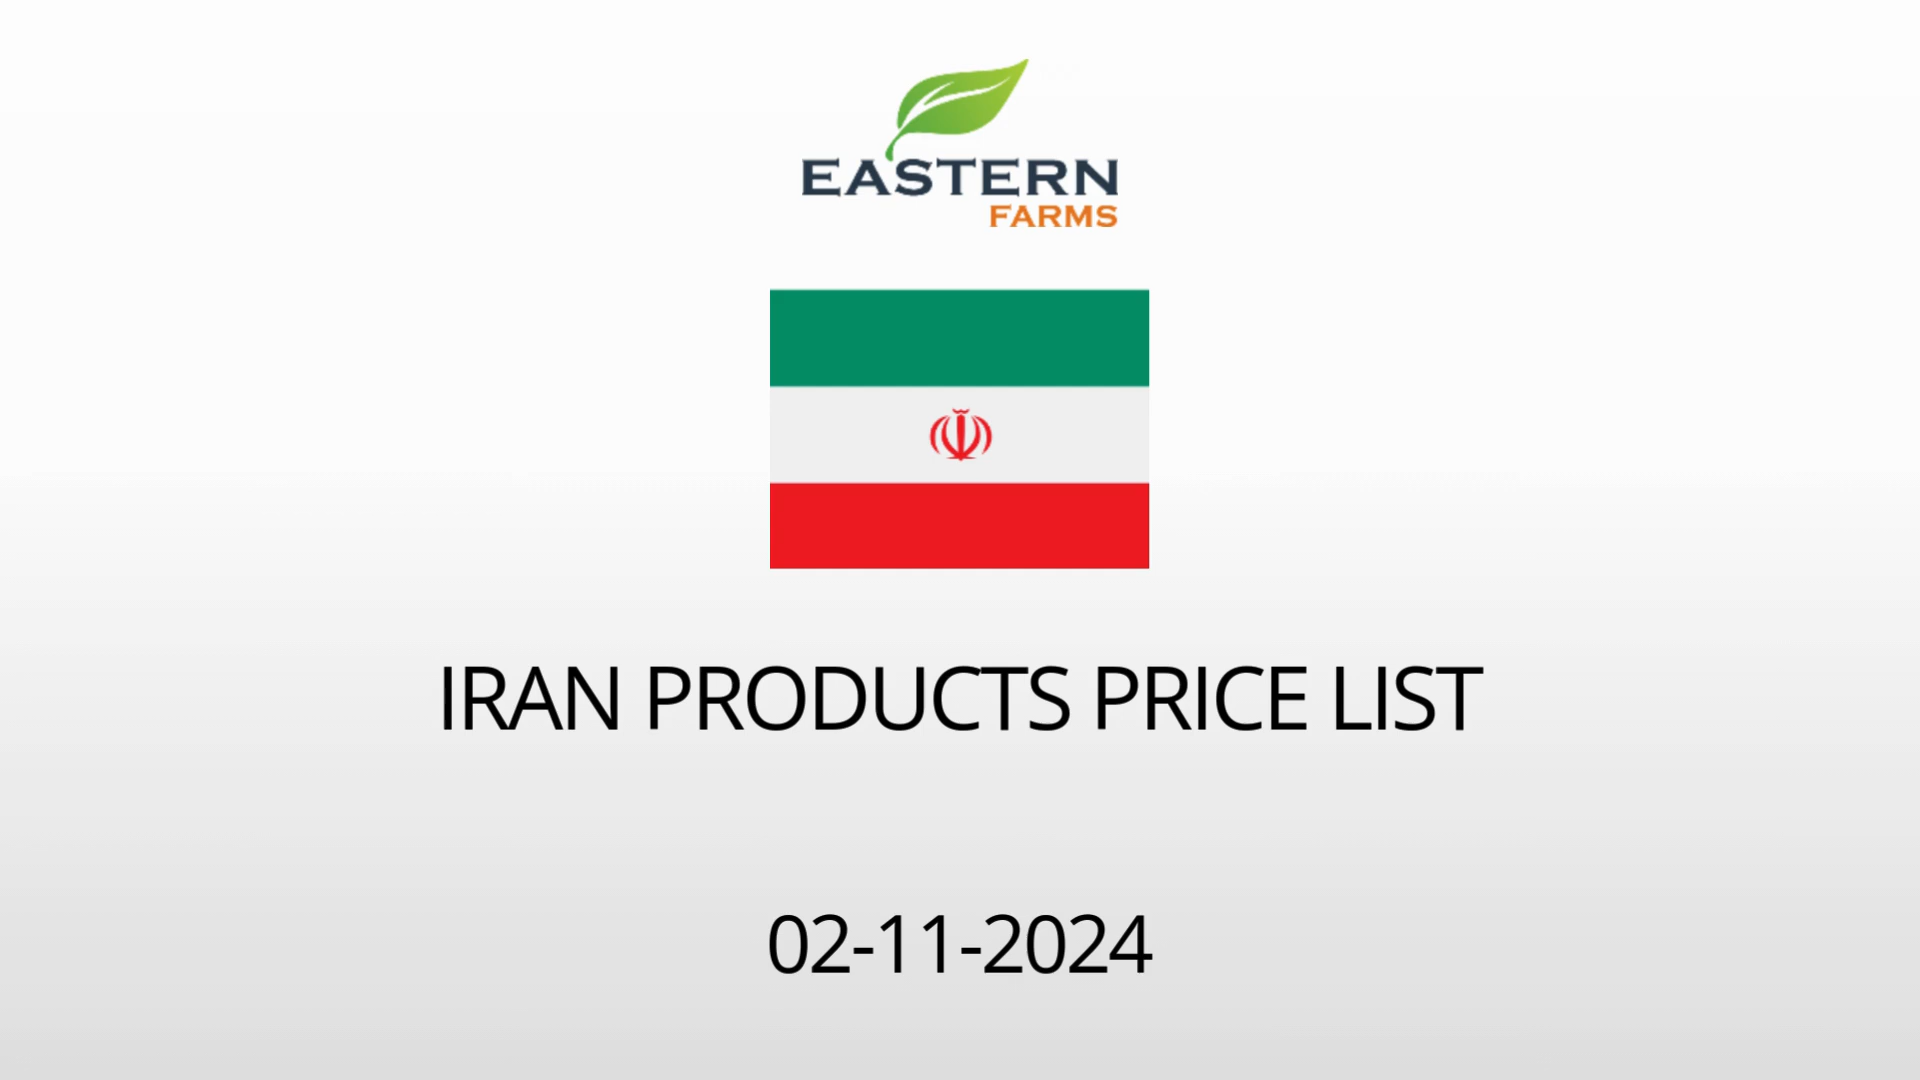 EASTERN
FARMS
IRAN PRODUCTS PRICE LIST
02-11-2024